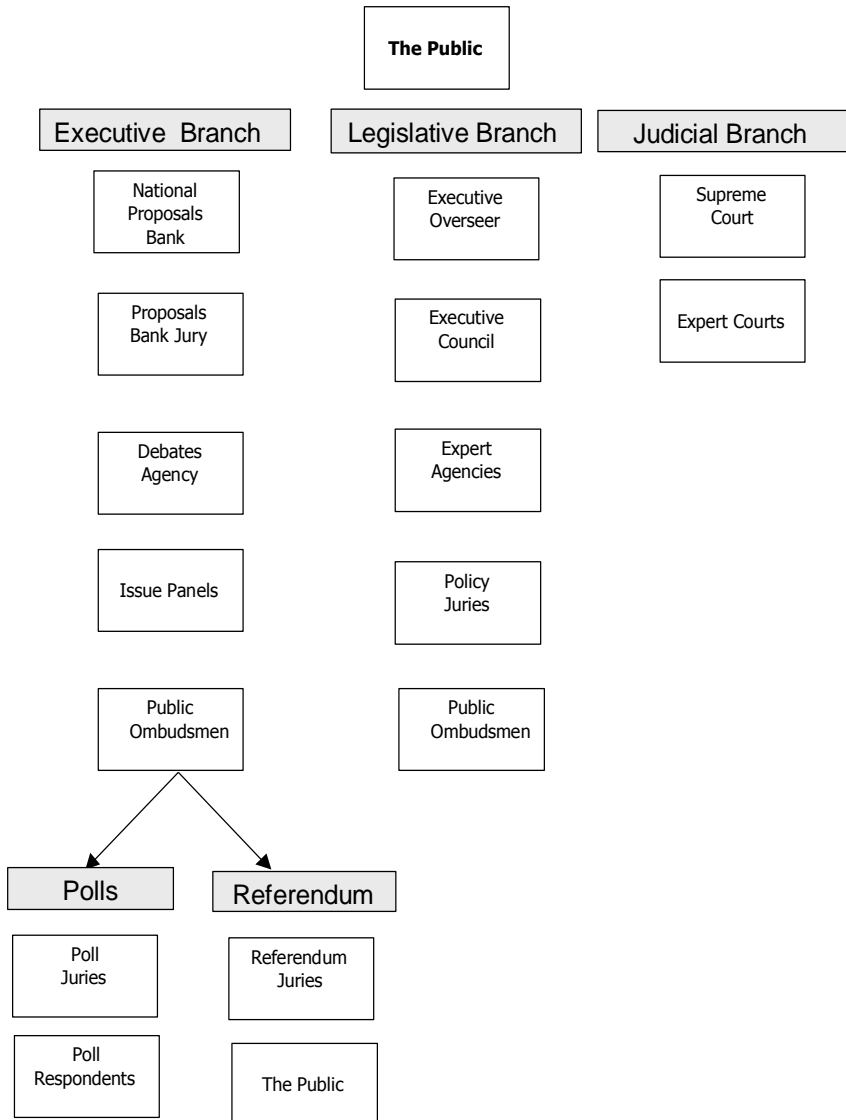 The Public
Executive Branch
National
Proposals
Bank
Proposals
Bank Jury
Debates
Agency
Issue Panels
Public
Ombudsmen
Legislative Branch
Executive
Overseer
Executive
Council
Expert
Agencies
Policy
Juries
Public
Ombudsmen
Judicial Branch
Supreme
Court
Expert Courts
Polls
Poll
Juries
Poll
Respondents
Referendum
Referendum
Juries
The Public